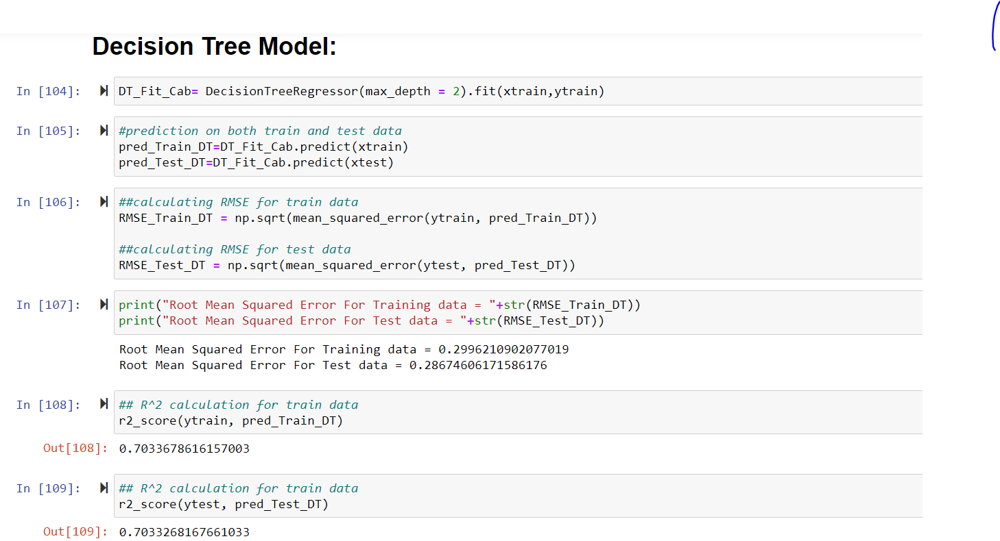 Decision Tree Model:
In [104]: DT_Fit_Cab= DecisionTreeRegressor(max_depth = 2).fit(xtrain,ytrain)
In [105]: #prediction on both train and test data
pred_Train_DT=DT_Fit_Cab.predict(xtrain)
pred_Test_DT=DT_Fit_Cab.predict(xtest)
In [106]: ##calculating RMSE for train data
RMSE_Train_DT = np.sqrt(mean_squared_error(ytrain, pred_Train_DT))
##calculating RMSE for test data
RMSE_Test_DT = np.sqrt(mean_squared_error(ytest, pred_Test_DT))
In [107]: print("Root Mean Squared Error For Training data = "+str(RMSE_Train_DT))
print("Root Mean Squared Error For Test data = "+str(RMSE_Test_DT))
Root Mean Squared Error For Training data = 0.2996210902077019
Root Mean Squared Error For Test data = 0.28674606171586176
In [108]: ## R^2 calculation for train data
r2_score(ytrain, pred_Train_DT)
Out[108]: 0.7033678616157003
In [109]: ## R^2 calculation for train data
r2_score(ytest, pred_Test_DT)
Out[109]: 0.7033268167661033